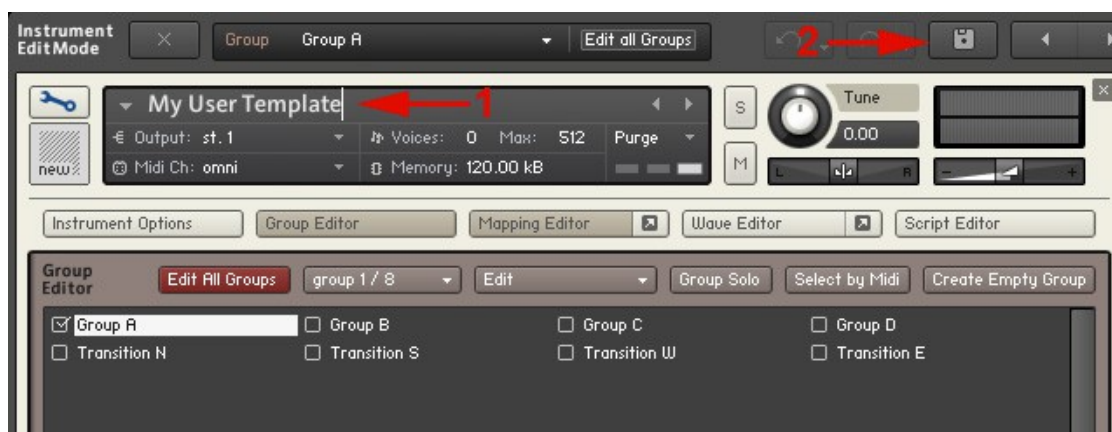 Instrument Edit Mode
Group Group A Edit all Groups
2
My User Template 1
Output: st. 1 Voices: 0 Max: 512 Purge
Midi Ch: omni Memory: 120.00 kB
new
S
M
Tune
0.00
L R
- +
Instrument Options Group Editor Mapping Editor Wave Editor Script Editor
Group Editor Edit All Groups group 1 / 8 Edit Group Solo Select by Midi Create Empty Group
Group A Group B Group C Group D
Transition N Transition S Transition W Transition E